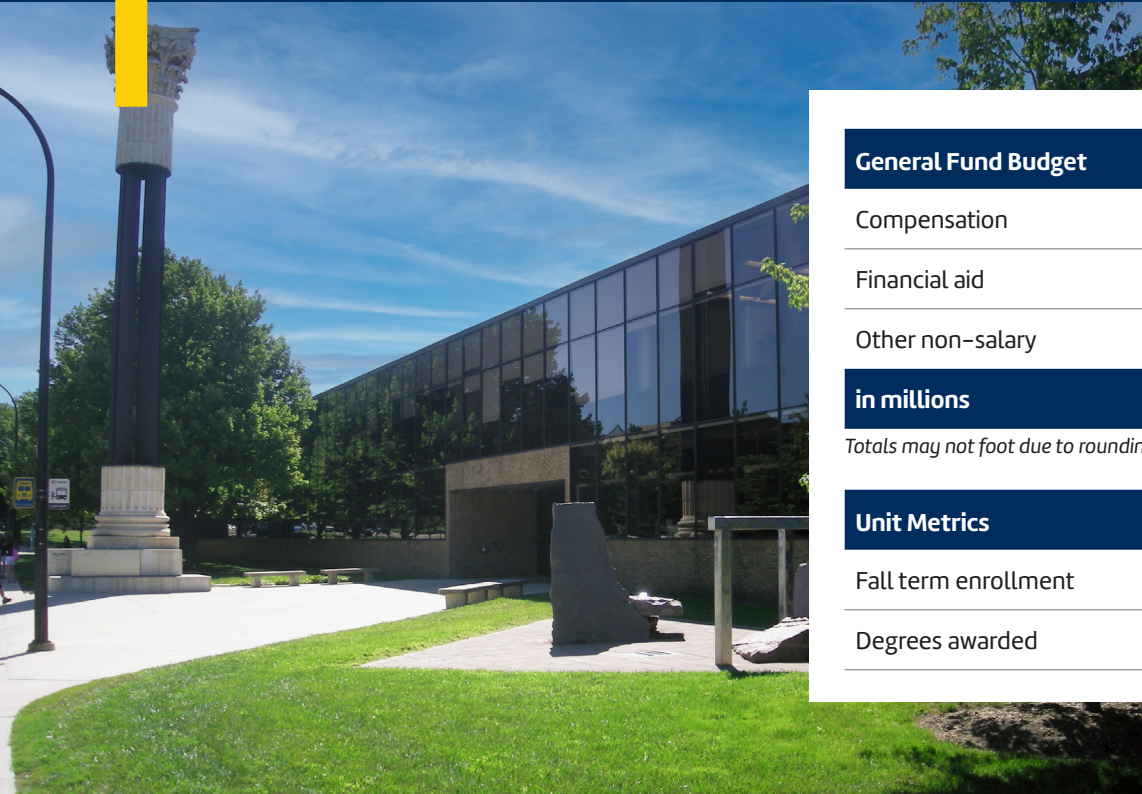 General Fund Budget
Compensation
Financial aid
Other non-salary
in millions
Totals may not foot due to roundin
Unit Metrics
Fall term enrollment
Degrees awarded